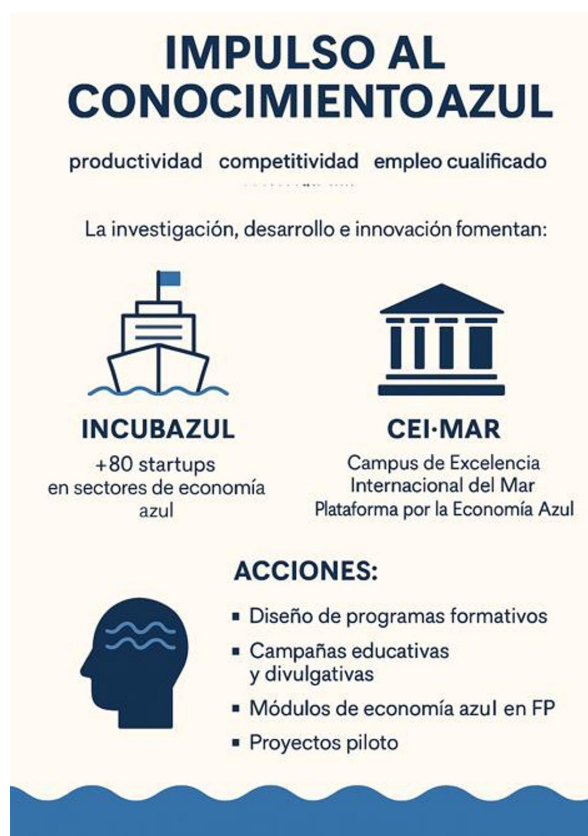 IMPULSO AL
CONOCIMIENTO AZUL
productividad competitividad empleo cualificado
La investigación, desarrollo e innovación fomentan:
INCUBAZUL
+80 startups
en sectores de economía
azul
CEI·MAR
Campus de Excelencia
Internacional del Mar
Plataforma por la Economía Azul
ACCIONES:
▪ Diseño de programas formativos
▪ Campañas educativas
y divulgativas
▪ Módulos de economía azul en FP
▪ Proyectos piloto